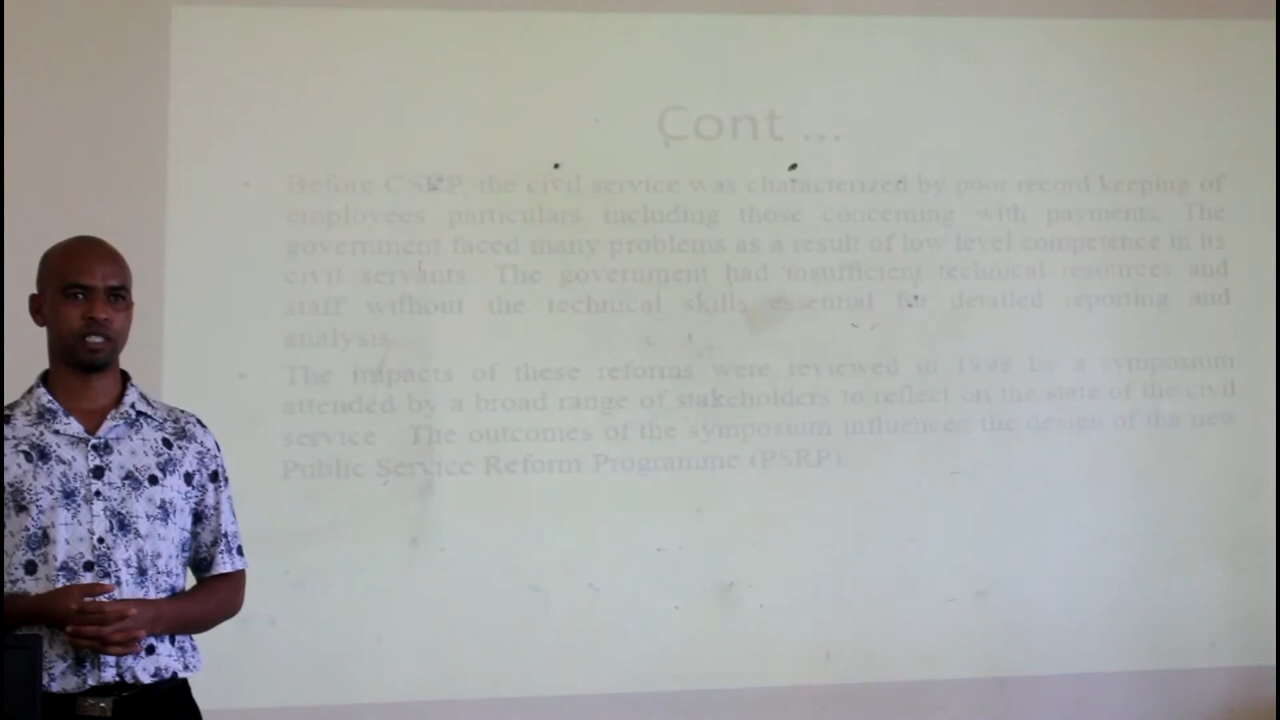 Cont ...
• Before CSRP, the civil service was characterized by poor record keeping of
employees particulars including those concerning with payments. The
government faced many problems as a result of low level competence in its
civil servants. The government had insufficient technical resources and
staff without the technical skills essential for detailed reporting and
analysis.
• The impacts of these reforms were reviewed in 1998 by a symposium
attended by a broad range of stakeholders to reflect on the state of the civil
service. The outcomes of the symposium influenced the design of the new
Public Service Reform Programme (PSRP).